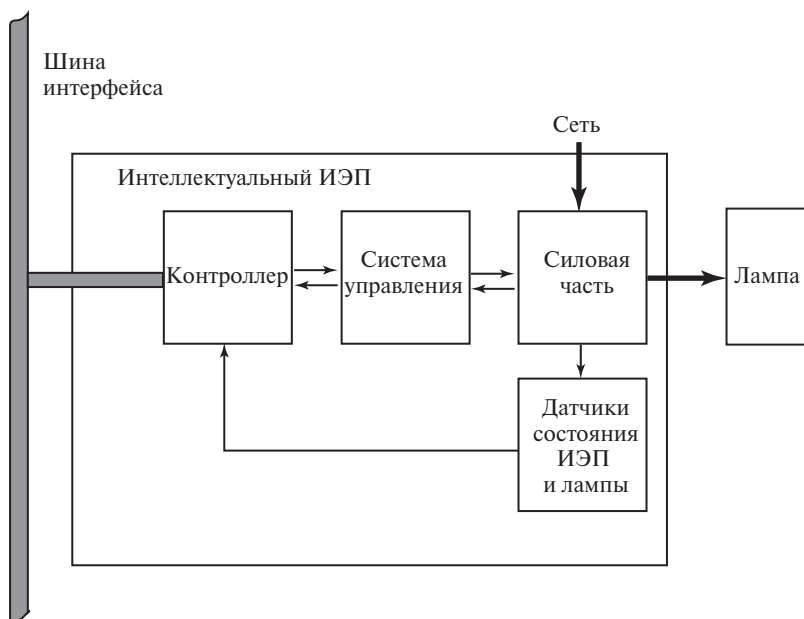 Шина
интерфейса
Сеть
Интеллектуальный ИЭП
Контроллер
Система
управления
Силовая
часть
Лампа
Датчики
состояния
ИЭП
и лампы